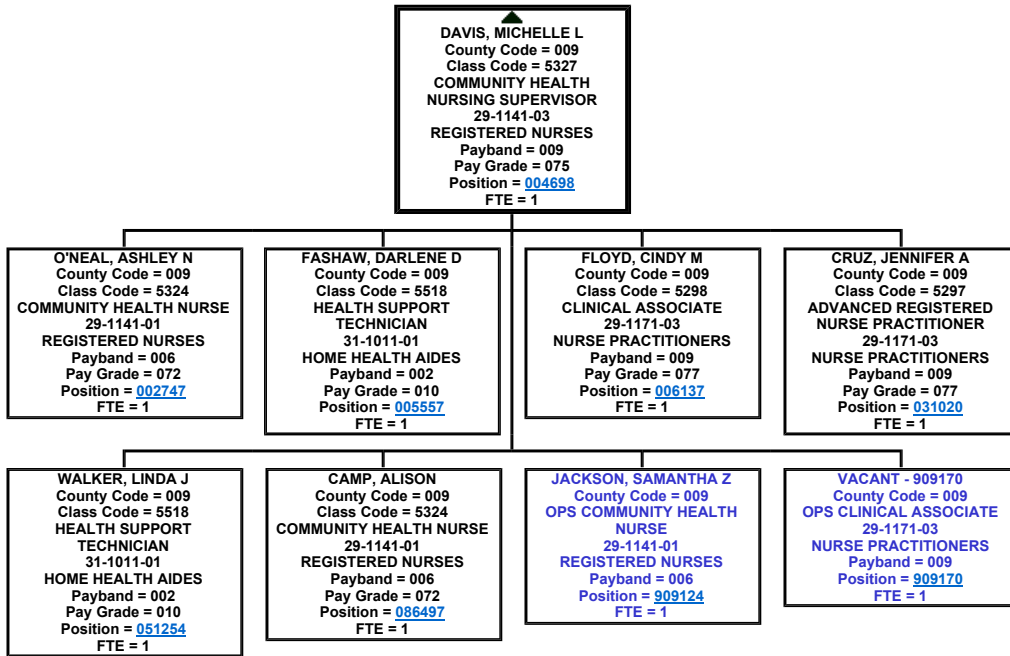 DAVIS, MICHELLE L
County Code = 009
Class Code = 5327
COMMUNITY HEALTH
NURSING SUPERVISOR
29-1141-03
REGISTERED NURSES
Payband = 009
Pay Grade = 075
Position = 004698
FTE = 1
O'NEAL, ASHLEY N
County Code = 009
Class Code = 5324
COMMUNITY HEALTH NURSE
29-1141-01
REGISTERED NURSES
Payband = 006
Pay Grade = 072
Position = 002747
FTE = 1
FASHAW, DARLENE D
County Code = 009
Class Code = 5518
HEALTH SUPPORT
TECHNICIAN
31-1011-01
HOME HEALTH AIDES
Payband = 002
Pay Grade = 010
Position = 005557
FTE = 1
FLOYD, CINDY M
County Code = 009
Class Code = 5298
CLINICAL ASSOCIATE
29-1171-03
NURSE PRACTITIONERS
Payband = 009
Pay Grade = 077
Position = 006137
FTE = 1
CRUZ, JENNIFER A
County Code = 009
Class Code = 5297
ADVANCED REGISTERED
NURSE PRACTITIONER
29-1171-03
NURSE PRACTITIONERS
Payband = 009
Pay Grade = 077
Position = 031020
FTE = 1
WALKER, LINDA J
County Code = 009
Class Code = 5518
HEALTH SUPPORT
TECHNICIAN
31-1011-01
HOME HEALTH AIDES
Payband = 002
Pay Grade = 010
Position = 051254
FTE = 1
CAMP, ALISON
County Code = 009
Class Code = 5324
COMMUNITY HEALTH NURSE
29-1141-01
REGISTERED NURSES
Payband = 006
Pay Grade = 072
Position = 086497
FTE = 1
JACKSON, SAMANTHA Z
County Code = 009
OPS COMMUNITY HEALTH
NURSE
29-1141-01
REGISTERED NURSES
Payband = 006
Position = 909124
FTE = 1
VACANT - 909170
County Code = 009
OPS CLINICAL ASSOCIATE
29-1171-03
NURSE PRACTITIONERS
Payband = 009
Position = 909170
FTE = 1